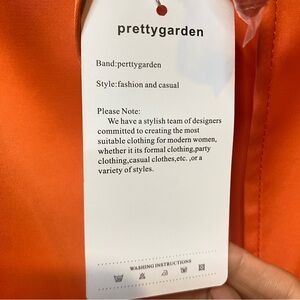 prettygarden
Band:perttygarden
Style:fashion and casual
Please Note:
We have a stylish team of designers
committed to creating the most
suitable clothing for modern women,
whether it its formal clothing,party
clothing,casual clothes,etc. ,or a
variety of styles.
WASHING INSTRUCTIONS